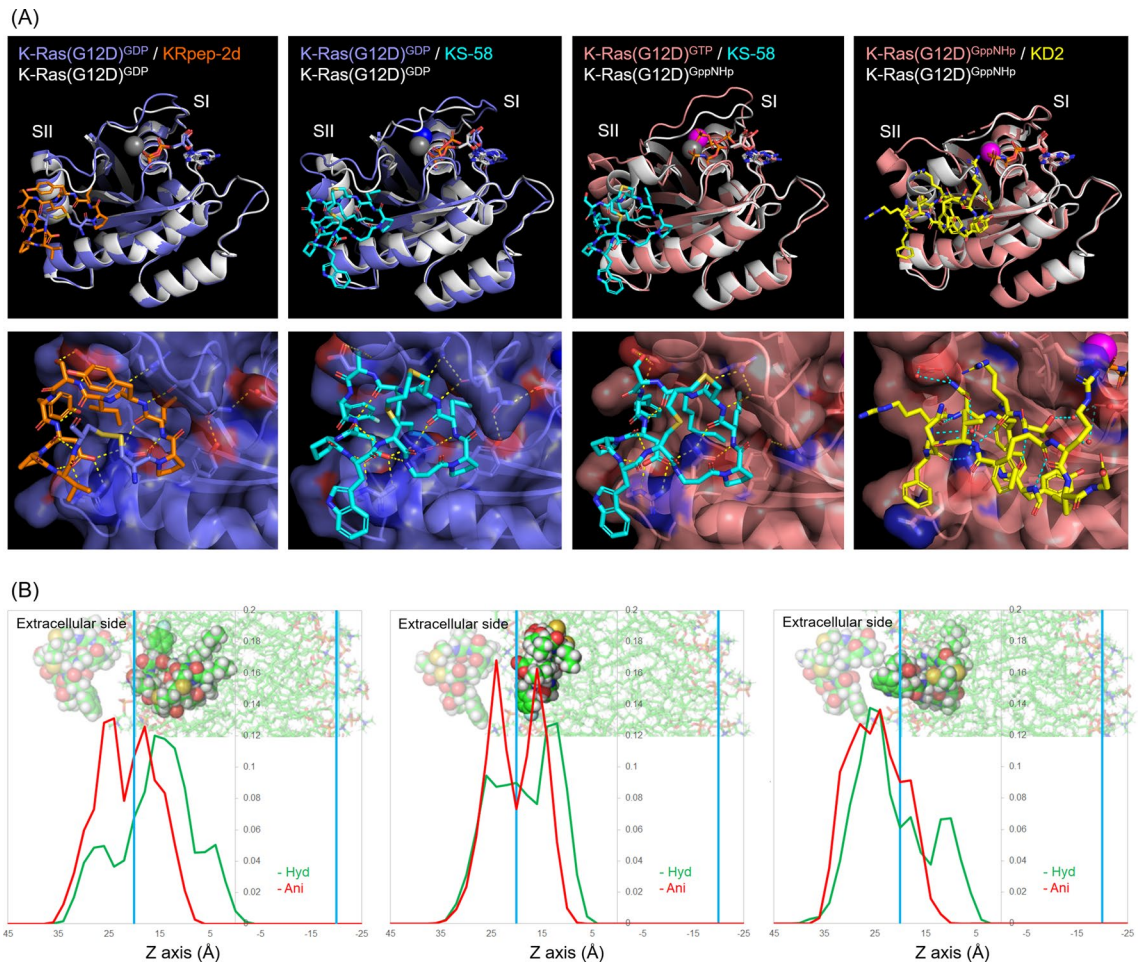 (A)
K-Ras(G12D)GDP / KRpep-2d
K-Ras(G12D)GDP
SI
SII
K-Ras(G12D)GDP / KS-58
K-Ras(G12D)GDP
SI
SII
K-Ras(G12D)GTP / KS-58
K-Ras(G12D)GppNHp
SI
SII
K-Ras(G12D)GppNHp / KD2
K-Ras(G12D)GppNHp
SI
SII
(B)
Extracellular side
0.2
0.18
0.16
0.14
0.12
0.1
0.08
0.06
0.04
0.02
0
- Hyd
- Ani
45 35 25 15 5 -5 -15 -25
Z axis (Å)
Extracellular side
0.2
0.18
0.16
0.14
0.12
0.1
0.08
0.06
0.04
0.02
0
- Hyd
- Ani
45 35 25 15 5 -5 -15 -25
Z axis (Å)
Extracellular side
0.2
0.18
0.16
0.14
0.12
0.1
0.08
0.06
0.04
0.02
0
- Hyd
- Ani
45 35 25 15 5 -5 -15 -25
Z axis (Å)